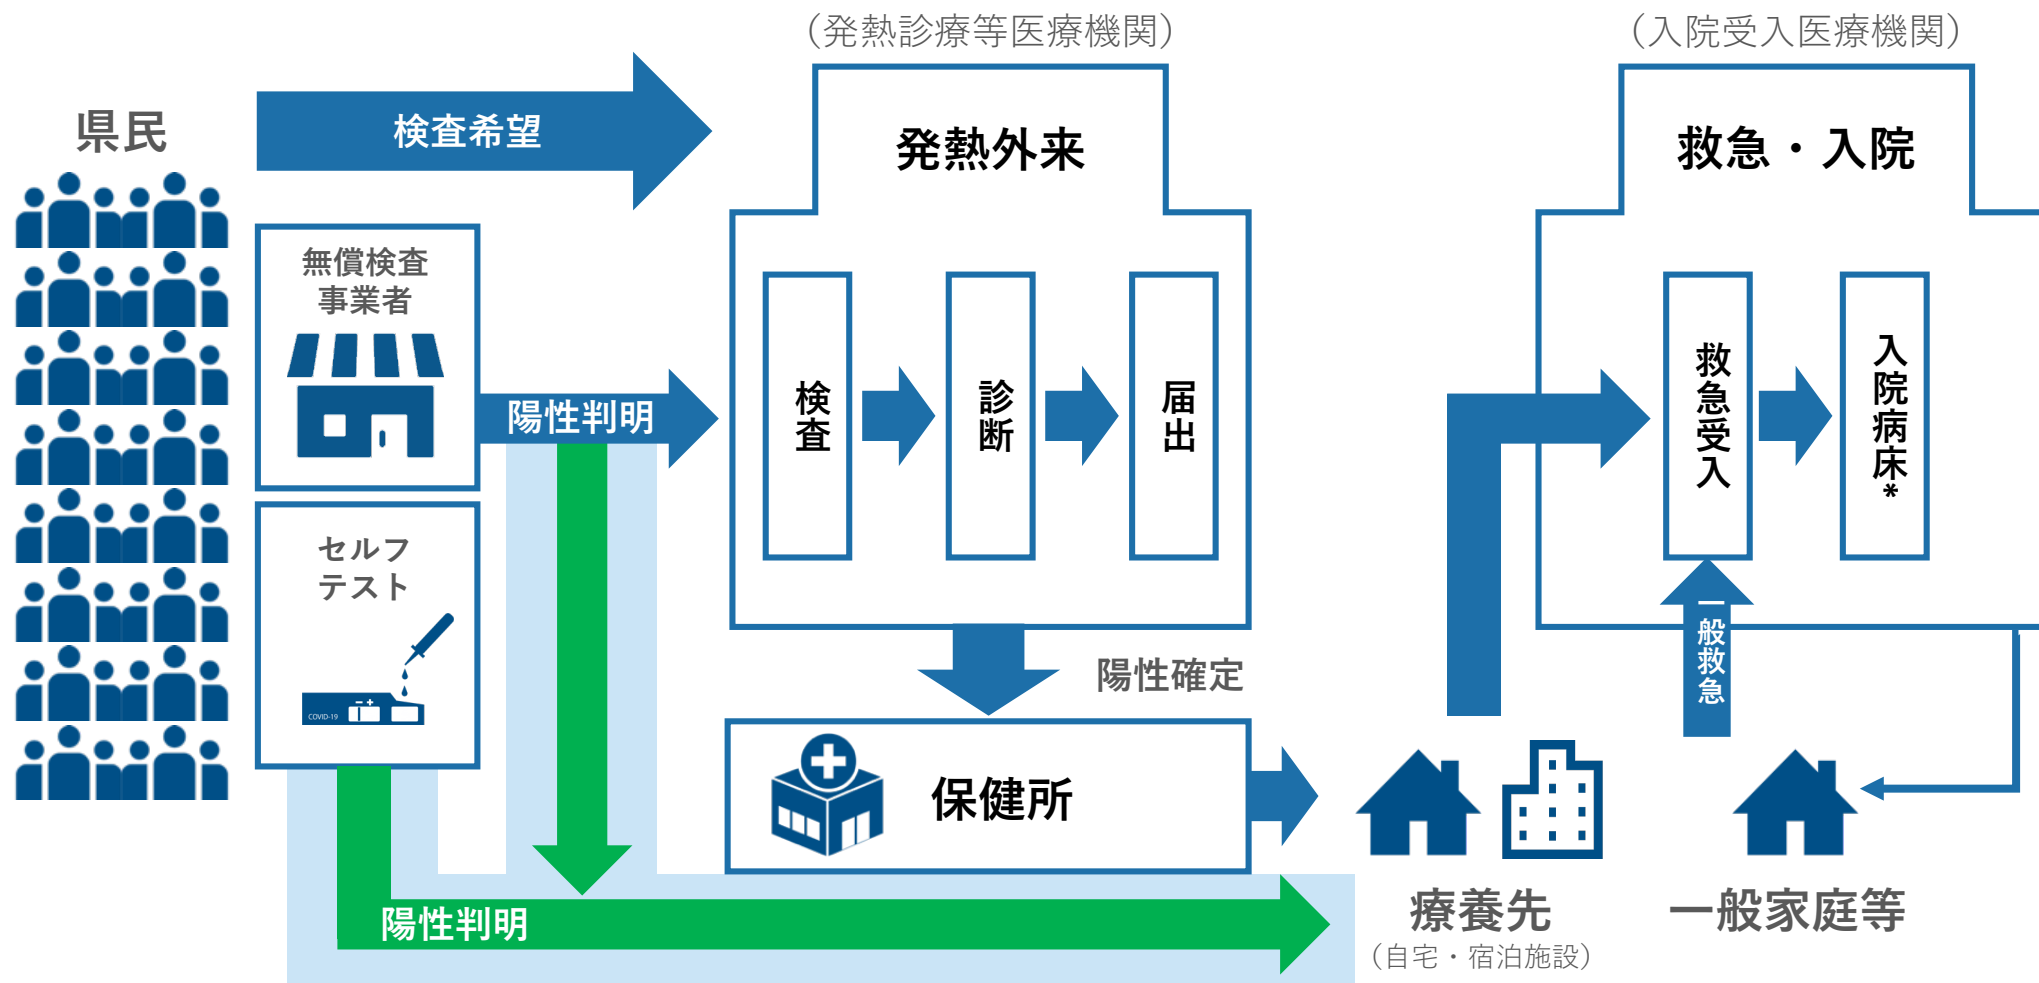 （発熱診療等医療機関）
（入院受入医療機関）
県民
検査希望
発熱外来
救急・入院
無償検査
事業者
陽性判明
検査
診断
届出
救急受入
入院病床*
セルフ
テスト
COVID-19
一般救急
陽性確定
保健所
陽性判明
療養先
（自宅・宿泊施設）
一般家庭等